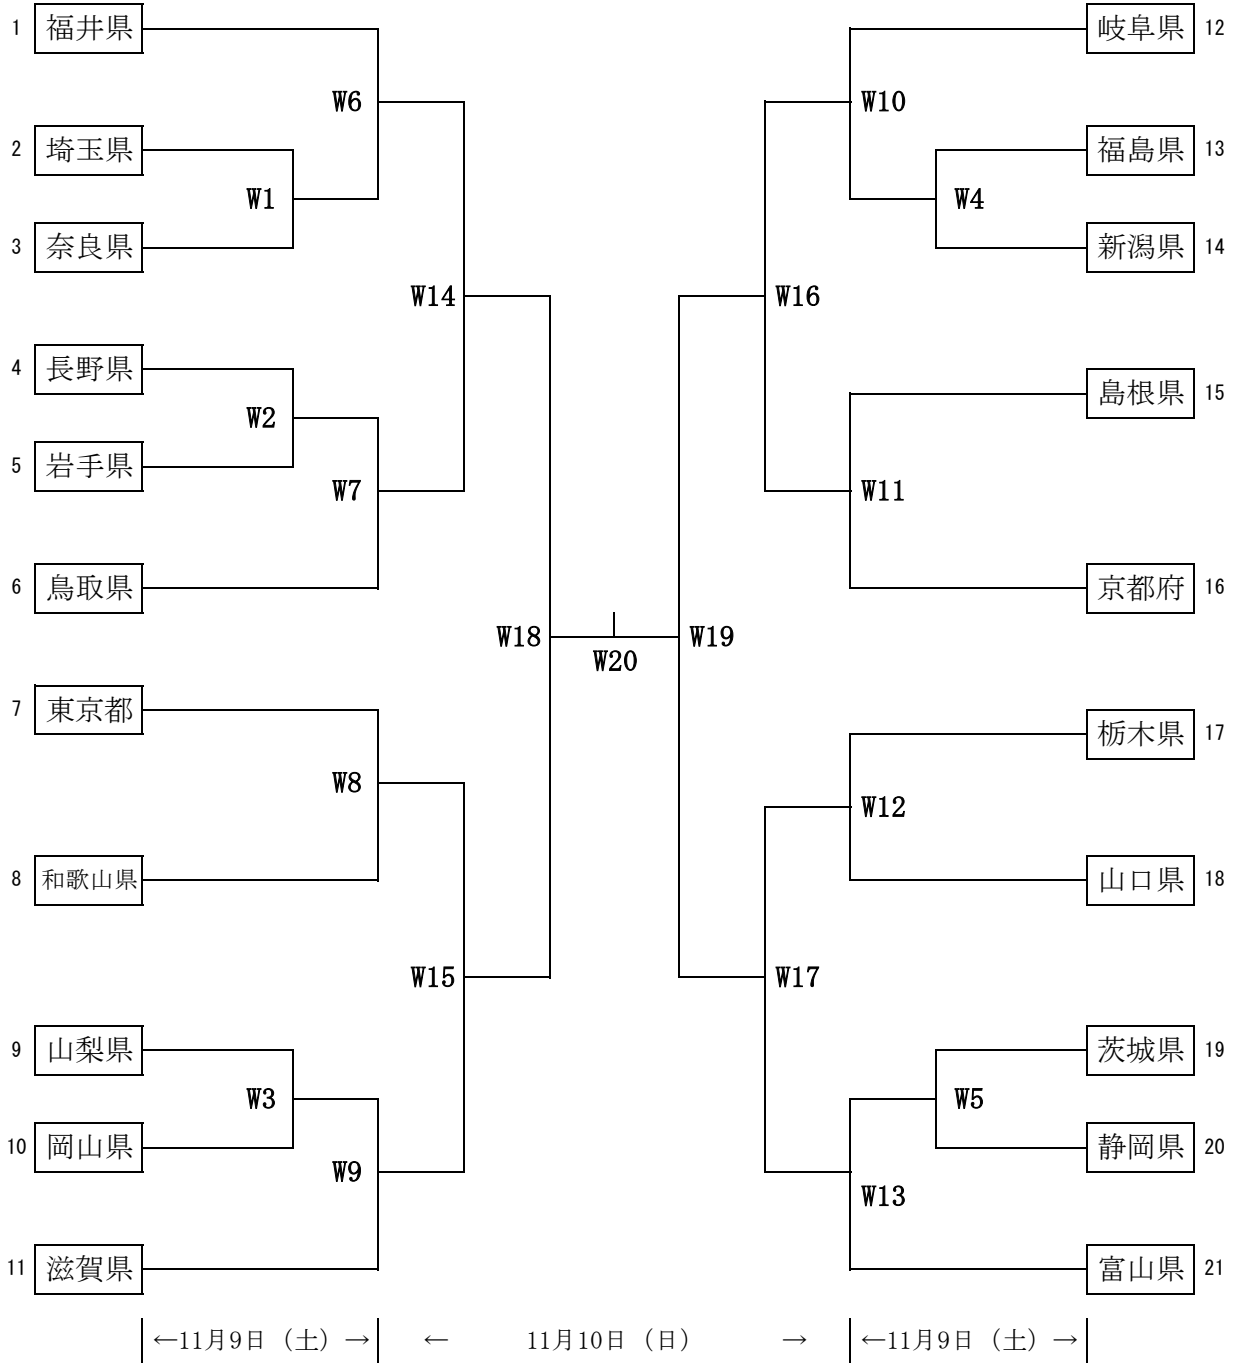 1 福井県
W6
2 埼玉県
W1
3 奈良県
W14
4 長野県
W2
5 岩手県
W7
6 鳥取県
W18
7 東京都
W8
8 和歌山県
W15
9 山梨県
W3
10 岡山県
W9
11 滋賀県
W20
岐阜県 12
W10
福島県 13
W4
新潟県 14
W16
島根県 15
W11
京都府 16
W19
栃木県 17
W12
山口県 18
W17
茨城県 19
W5
静岡県 20
W13
富山県 21
←11月9日（土）→ ← 11月10日（日） → ←11月9日（土）→